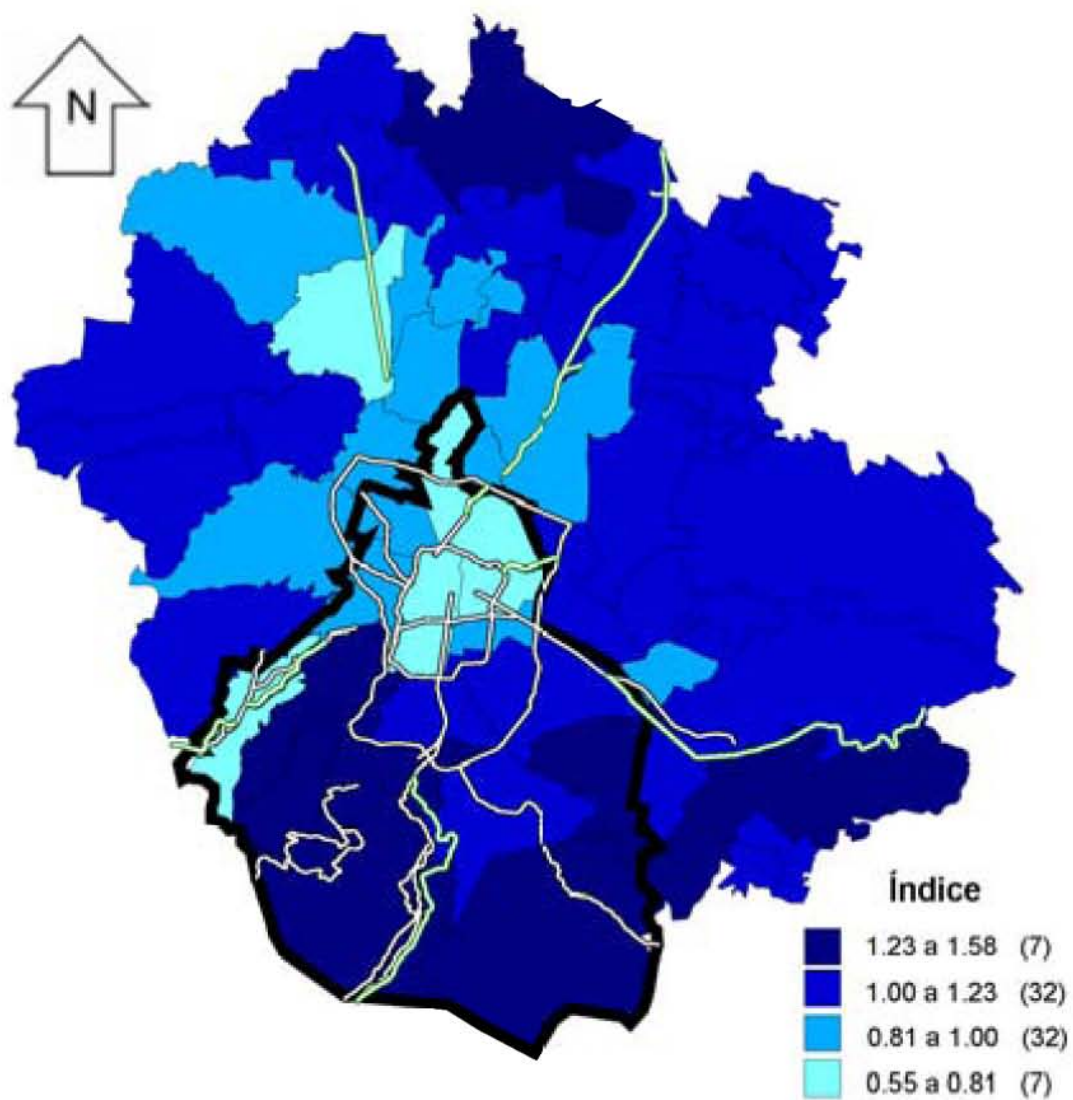 N
Índice
1.23 a 1.58 (7)
1.00 a 1.23 (32)
0.81 a 1.00 (32)
0.55 a 0.81 (7)